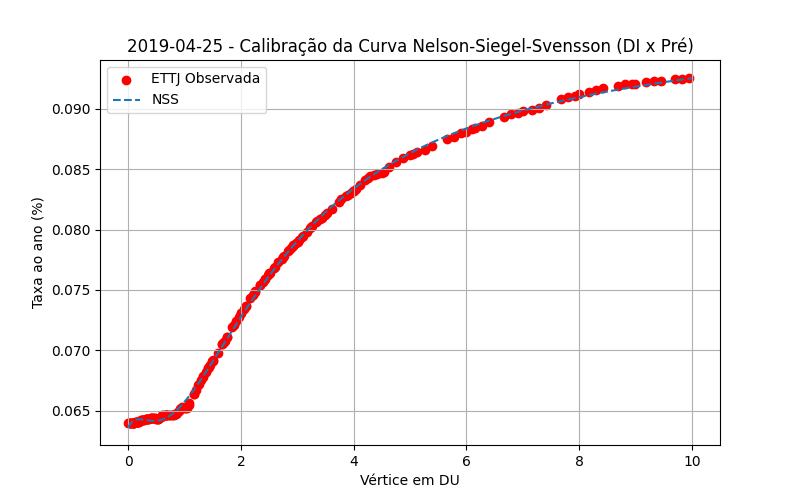 2019-04-25 - Calibração da Curva Nelson-Siegel-Svensson (DI x Pré)
ETTJ Observada
NSS
Taxa ao ano (%)
0.090
0.085
0.080
0.075
0.070
0.065
0
2
4
6
8
10
Vértice em DU